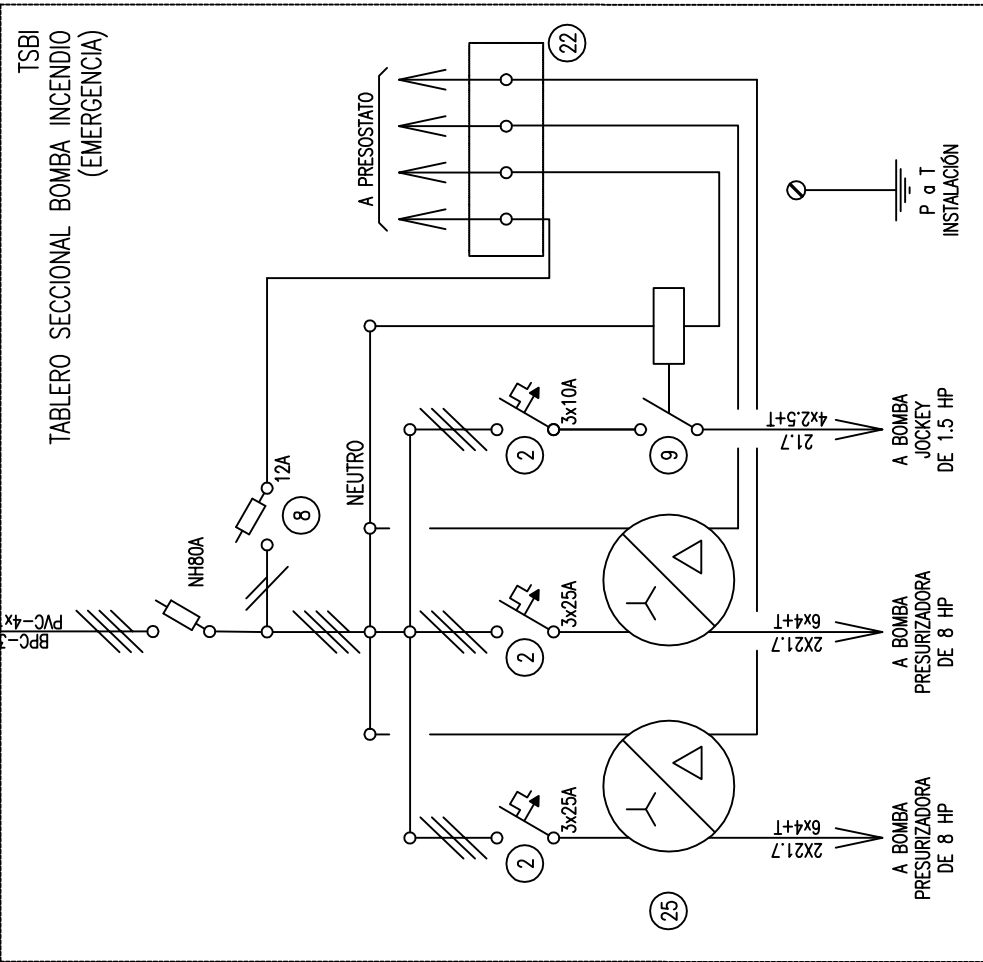 TSBI
TABLERO SECCIONAL BOMBA INCENDIO
(EMERGENCIA)
22
A PRESOSTATO
P a T
INSTALACIÓN
12A
8
NEUTRO
NH80A
PVC-4x
BPC-3
3x10A
2
9
4x2.5+T
21.7
A BOMBA
JOCKEY
DE 1.5 HP
3x25A
2
6x4+T
2X21.7
A BOMBA
PRESURIZADORA
DE 8 HP
3x25A
2
6x4+T
2X21.7
A BOMBA
PRESURIZADORA
DE 8 HP
25